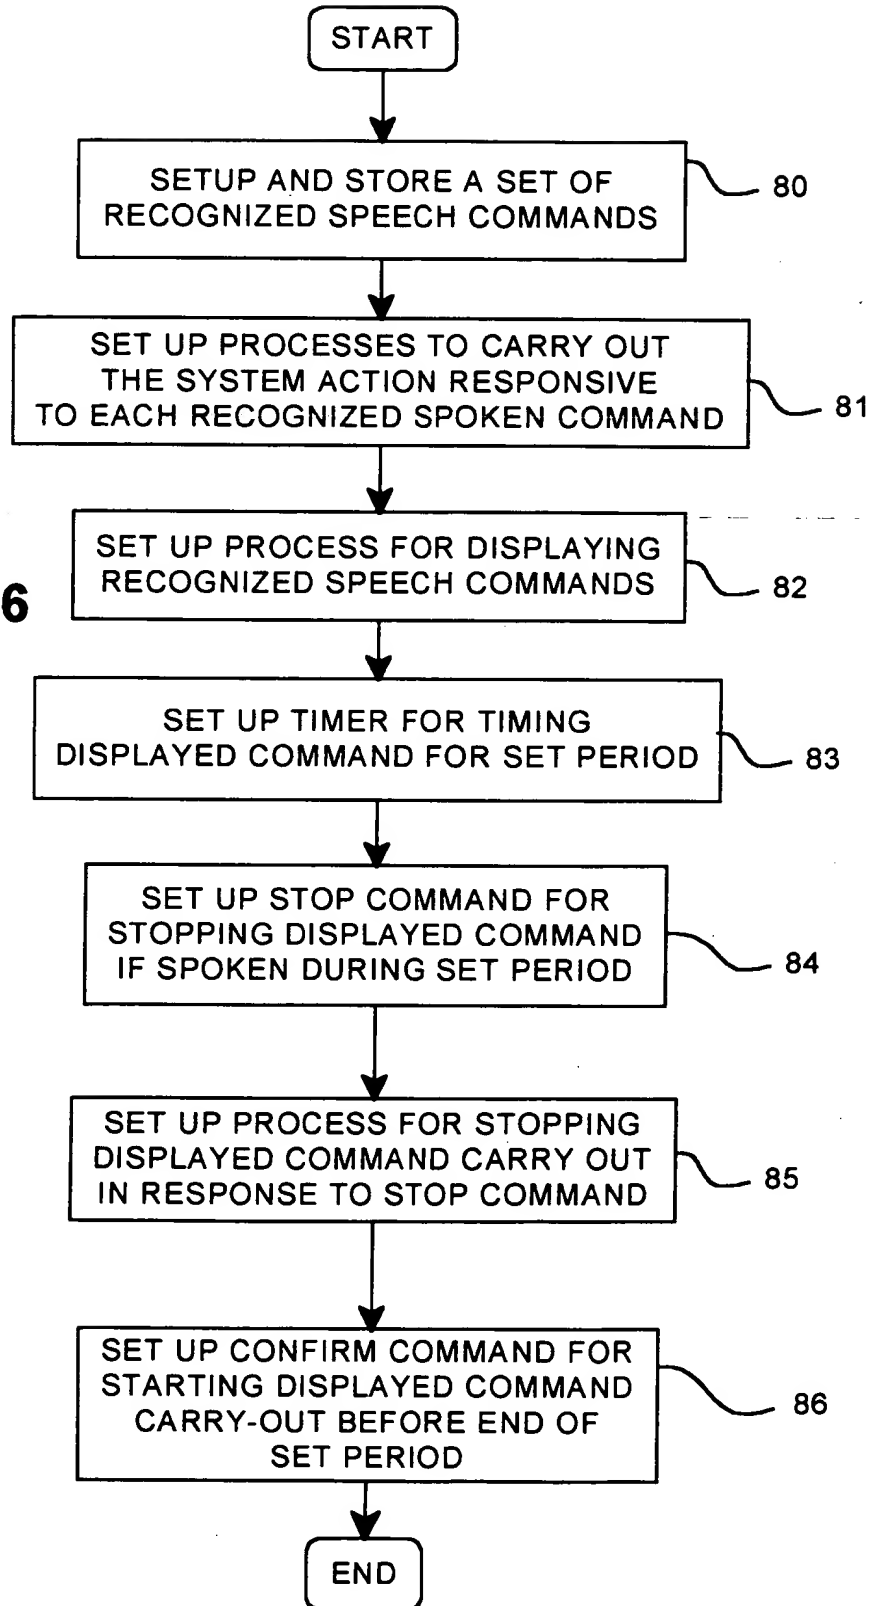 START
SETUP AND STORE A SET OF
RECOGNIZED SPEECH COMMANDS
80
SET UP PROCESSES TO CARRY OUT
THE SYSTEM ACTION RESPONSIVE
TO EACH RECOGNIZED SPOKEN COMMAND
81
SET UP PROCESS FOR DISPLAYING
RECOGNIZED SPEECH COMMANDS
82
6
SET UP TIMER FOR TIMING
DISPLAYED COMMAND FOR SET PERIOD
83
SET UP STOP COMMAND FOR
STOPPING DISPLAYED COMMAND
IF SPOKEN DURING SET PERIOD
84
SET UP PROCESS FOR STOPPING
DISPLAYED COMMAND CARRY OUT
IN RESPONSE TO STOP COMMAND
85
SET UP CONFIRM COMMAND FOR
STARTING DISPLAYED COMMAND
CARRY-OUT BEFORE END OF
SET PERIOD
86
END